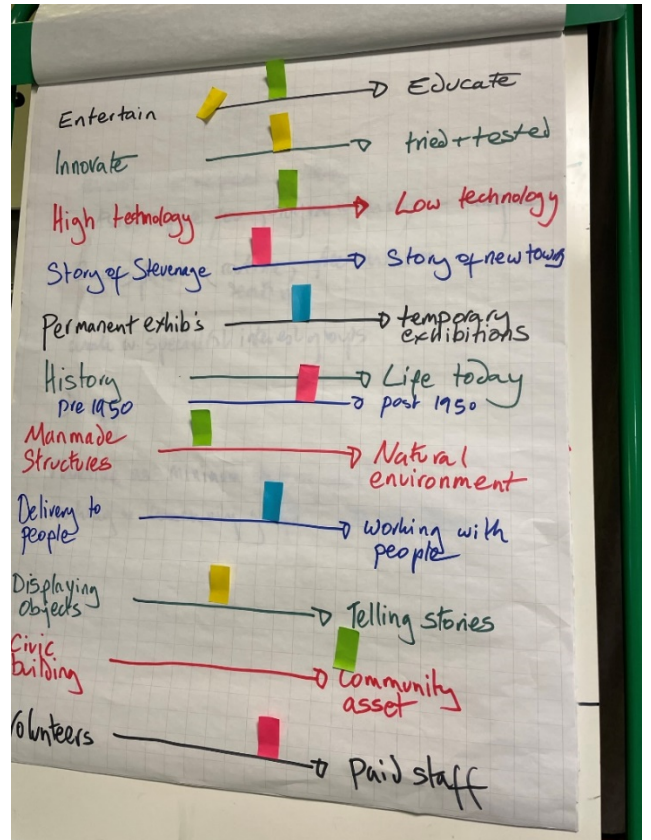 Entertain → Educate
Innovate → tried + tested
High technology → Low technology
Story of Stevenage → Story of new towns
Permanent exhib's → temporary
exhibitions
History → Life today
pre 1950 → post 1950
Manmade
Structures → Natural
environment
Delivery to
people → working with
people
Displaying
Objects → Telling stories
Civic
building → Community
asset
Volunteers → Paid staff